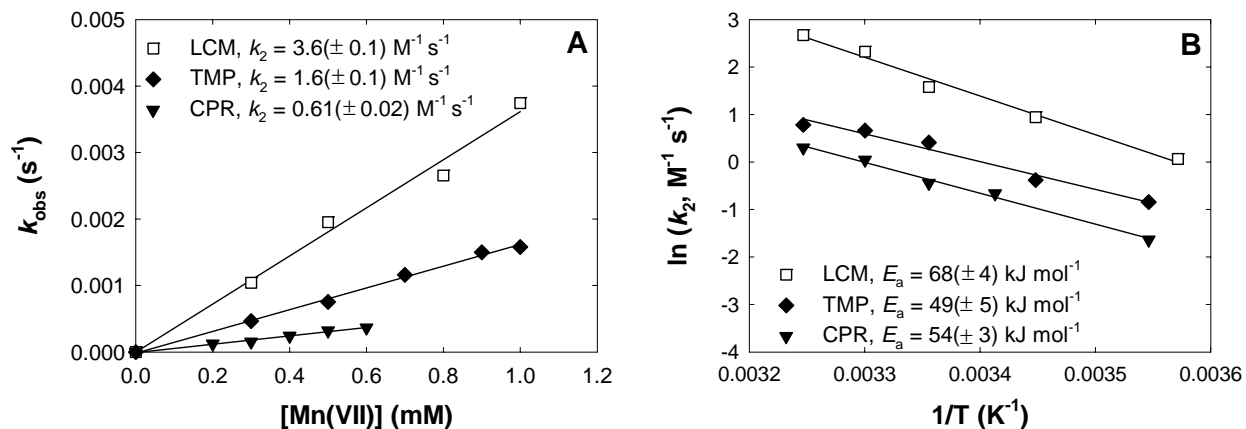 A
LCM, k2 = 3.6(± 0.1) M⁻¹ s⁻¹
TMP, k2 = 1.6(± 0.1) M⁻¹ s⁻¹
CPR, k2 = 0.61(± 0.02) M⁻¹ s⁻¹
kobs (s⁻¹)
0.005
0.004
0.003
0.002
0.001
0.000
0.0 0.2 0.4 0.6 0.8 1.0 1.2
[Mn(VII)] (mM)
B
ln (k2, M⁻¹ s⁻¹)
3
2
1
0
-1
-2
-3
-4
LCM, Ea = 68(± 4) kJ mol⁻¹
TMP, Ea = 49(± 5) kJ mol⁻¹
CPR, Ea = 54(± 3) kJ mol⁻¹
0.0032 0.0033 0.0034 0.0035 0.0036
1/T (K⁻¹)